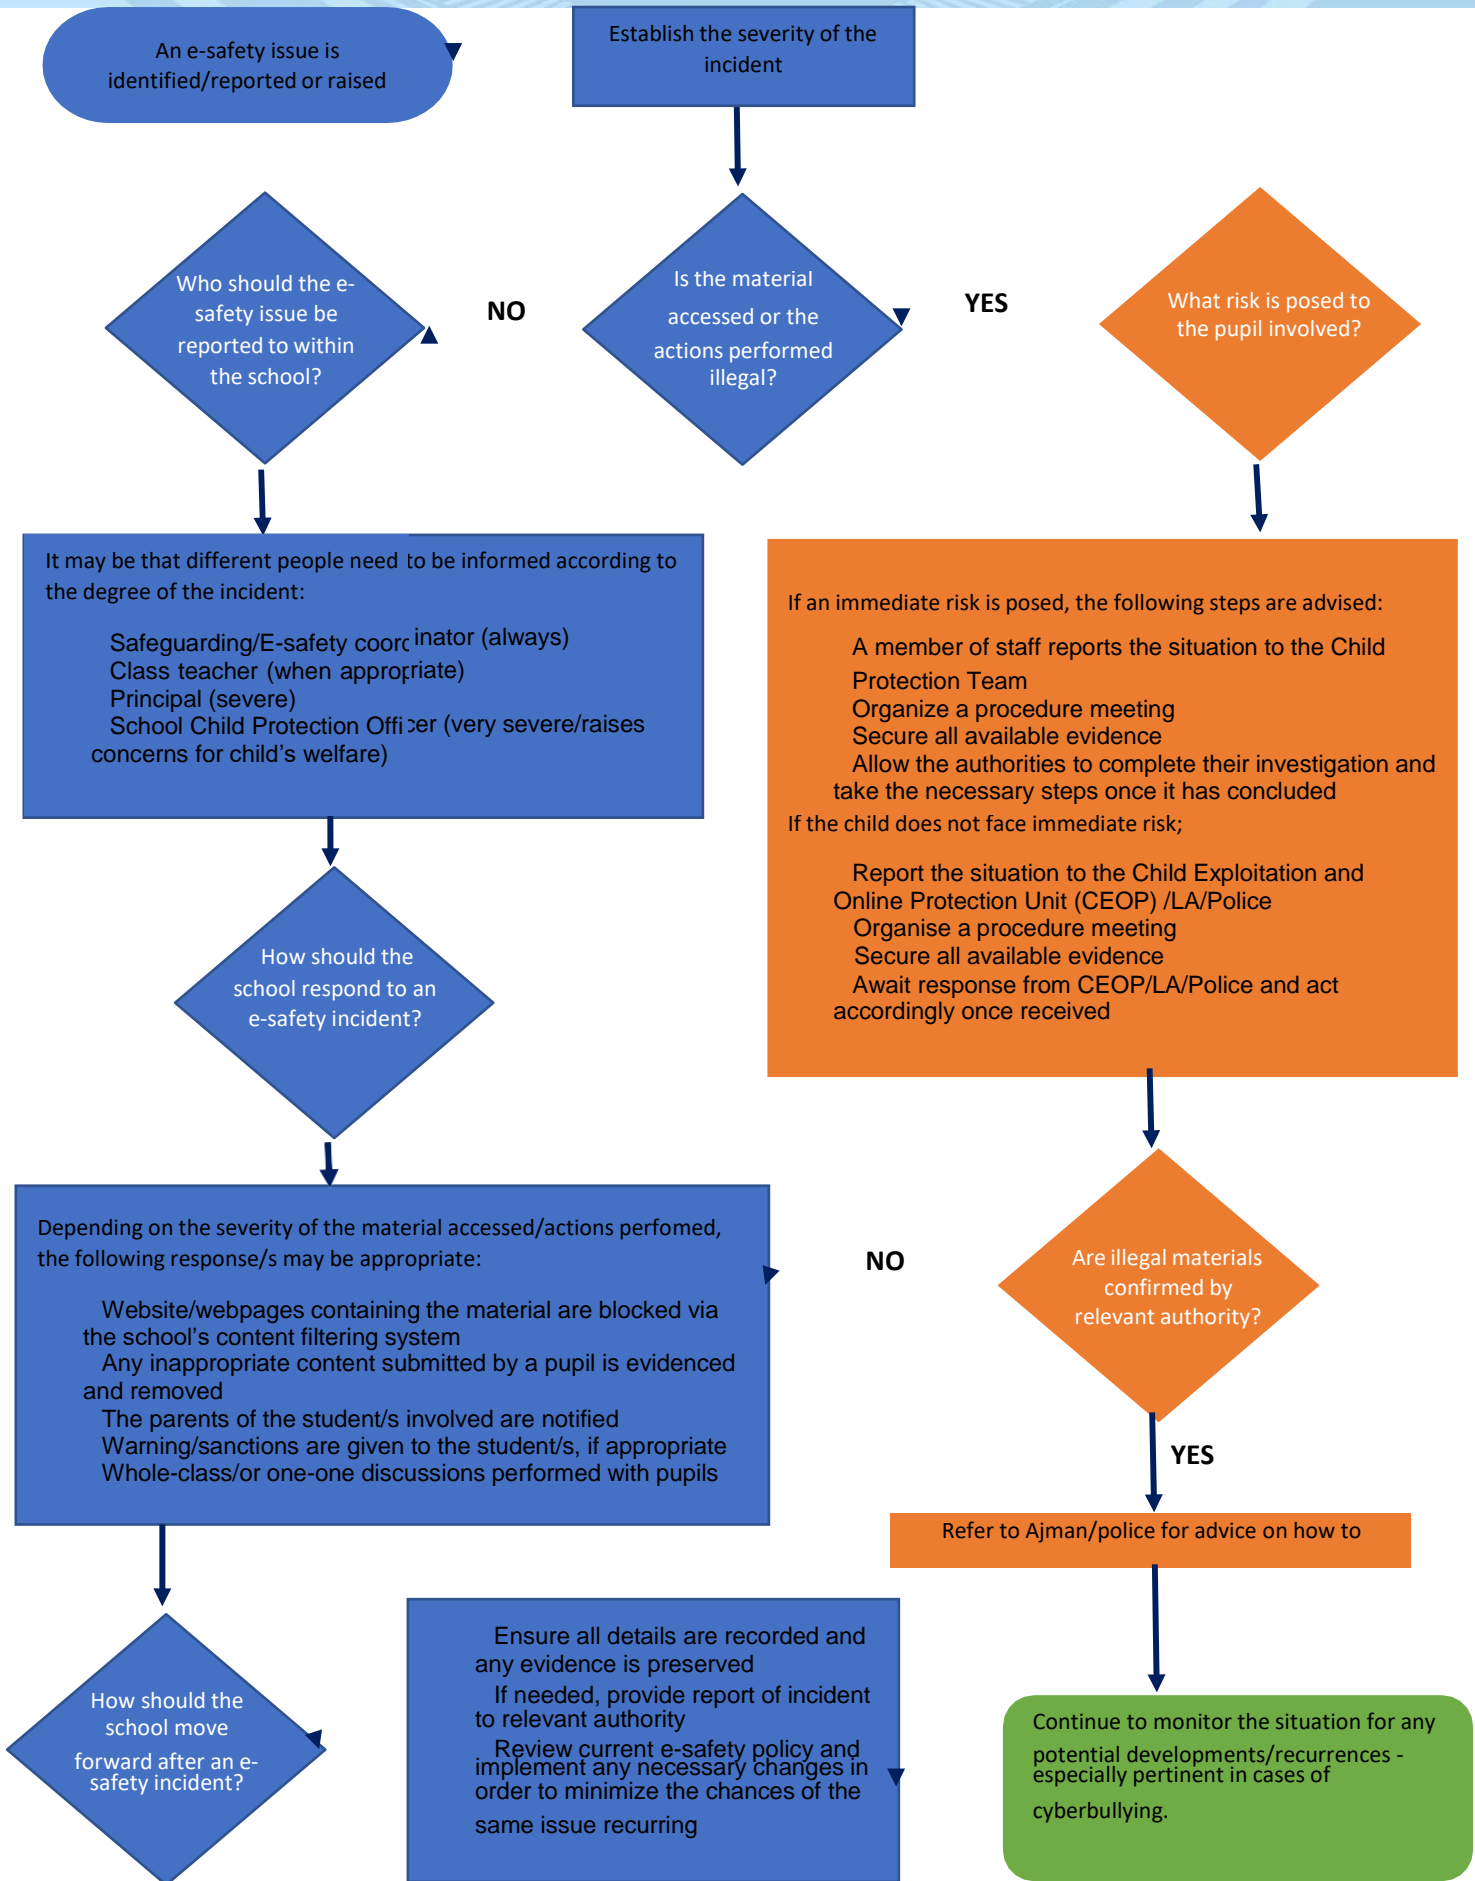 An e-safety issue is
identified/reported or raised
Establish the severity of the
incident
Who should the e-
safety issue be
reported to within
the school?
NO
Is the material
accessed or the
actions performed
illegal?
YES
What risk is posed to
the pupil involved?
It may be that different people need to be informed according to
the degree of the incident:
Safeguarding/E-safety coordinator (always)
Class teacher (when appropriate)
Principal (severe)
School Child Protection Officer (very severe/raises
concerns for child's welfare)
If an immediate risk is posed, the following steps are advised:
A member of staff reports the situation to the Child
Protection Team
Organize a procedure meeting
Secure all available evidence
Allow the authorities to complete their investigation and
take the necessary steps once it has concluded
If the child does not face immediate risk;
Report the situation to the Child Exploitation and
Online Protection Unit (CEOP) /LA/Police
Organise a procedure meeting
Secure all available evidence
Await response from CEOP/LA/Police and act
accordingly once received
How should the
school respond to an
e-safety incident?
Depending on the severity of the material accessed/actions perfomed,
the following response/s may be appropriate:
Website/webpages containing the material are blocked via
the school's content filtering system
Any inappropriate content submitted by a pupil is evidenced
and removed
The parents of the student/s involved are notified
Warning/sanctions are given to the student/s, if appropriate
Whole-class/or one-one discussions performed with pupils
NO
Are illegal materials
confirmed by
relevant authority?
YES
Refer to Ajman/police for advice on how to
How should the
school move
forward after an e-
safety incident?
Ensure all details are recorded and
any evidence is preserved
If needed, provide report of incident
to relevant authority
Review current e-safety policy and
implement any necessary changes in
order to minimize the chances of the
same issue recurring
Continue to monitor the situation for any
potential developments/recurrences -
especially pertinent in cases of
cyberbullying.